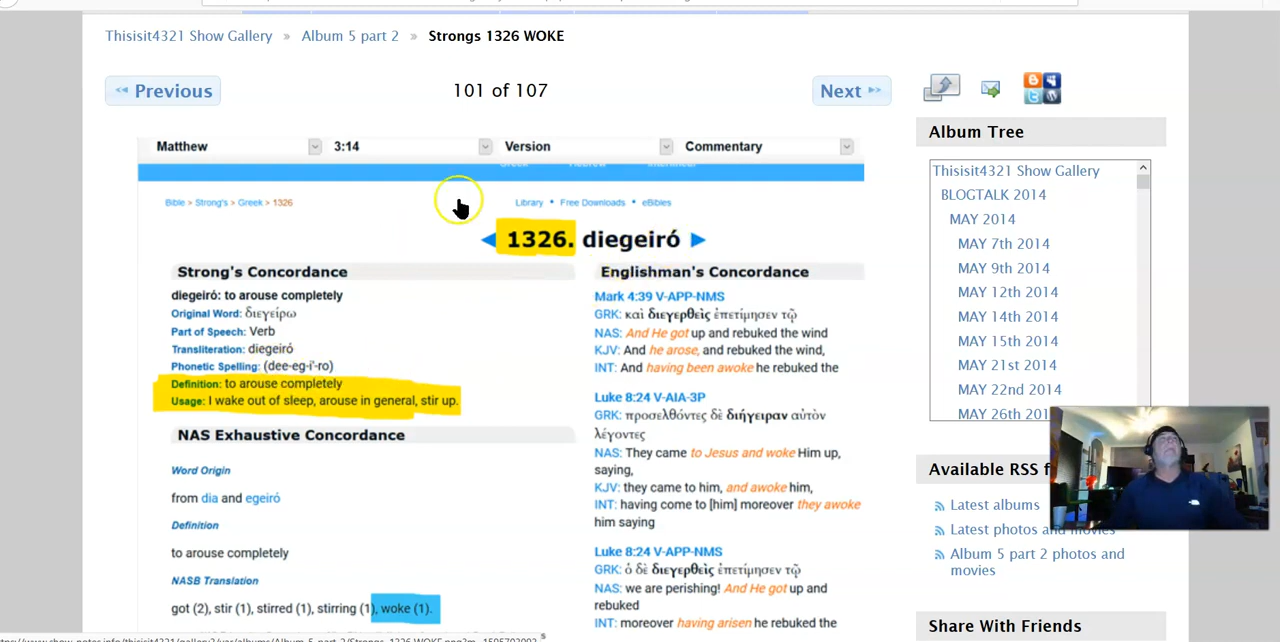 Thisisit4321 Show Gallery » Album 5 part 2 » Strongs 1326 WOKE
Previous 101 of 107 Next
Matthew 3:14 Version Commentary
Bible > Strong's > Greek > 1326
Library • Free Downloads • eBibles
◀ 1326. diegeiró ▶
Strong's Concordance
diegeiró: to arouse completely
Original Word: διεγείρω
Part of Speech: Verb
Transliteration: diegeiró
Phonetic Spelling: (dee-eg-i'-ro)
Definition: to arouse completely
Usage: I wake out of sleep, arouse in general, stir up.
NAS Exhaustive Concordance
Word Origin
from dia and egeiró
Definition
to arouse completely
NASB Translation
got (2), stir (1), stirred (1), stirring (1), woke (1).
Englishman's Concordance
Mark 4:39 V-APP-NMS
GRK: καὶ διεγερθεὶς ἐπετίμησεν τῷ
NAS: And He got up and rebuked the wind
KJV: And he arose, and rebuked the wind,
INT: And having been awoke he rebuked the
Luke 8:24 V-AIA-3P
GRK: προσελθόντες δὲ διήγειραν αὐτὸν
λέγοντες
NAS: They came to Jesus and woke Him up,
saying,
KJV: they came to him, and awoke him,
INT: having come to [him] moreover they awoke
him saying
Luke 8:24 V-APP-NMS
GRK: ὁ δὲ διεγερθεὶς ἐπετίμησεν τῷ
NAS: we are perishing! And He got up and
rebuked
INT: moreover having arisen he rebuked the
Album Tree
Thisisit4321 Show Gallery
BLOGTALK 2014
MAY 2014
MAY 7th 2014
MAY 9th 2014
MAY 12th 2014
MAY 14th 2014
MAY 15th 2014
MAY 21st 2014
MAY 22nd 2014
MAY 26th 201
Available RSS f
Latest albums
Latest photos and movies
Album 5 part 2 photos and
movies
Share With Friends